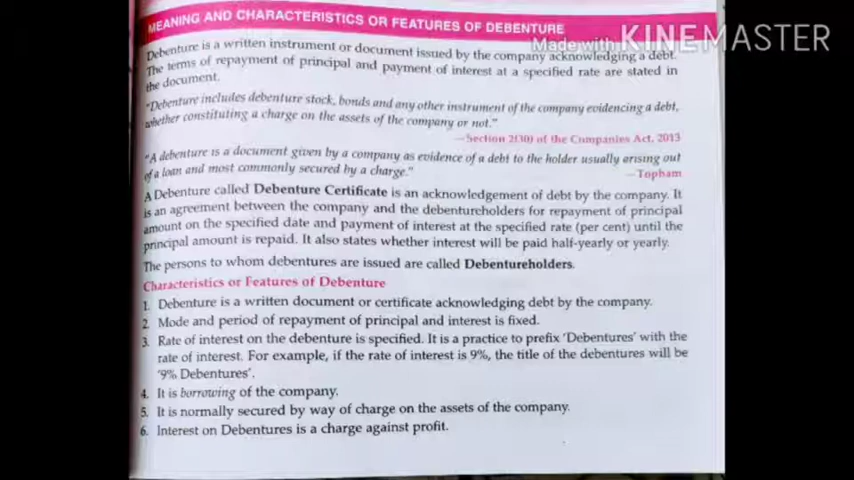 MEANING AND CHARACTERISTICS OR FEATURES OF DEBENTURE
Made with KINEMASTER
Debenture is a written instrument or document issued by the company acknowledging a debt.
The terms of repayment of principal and payment of interest at a specified rate are stated in
the document.
"Debenture includes debenture stock, bonds and any other instrument of the company evidencing a debt,
whether constituting a charge on the assets of the company or not."
—Section 2(30) of the Companies Act, 2013
"A debenture is a document given by a company as evidence of a debt to the holder usually arising out
of a loan and most commonly secured by a charge."
—Topham
A Debenture called Debenture Certificate is an acknowledgement of debt by the company. It
is an agreement between the company and the debentureholders for repayment of principal
amount on the specified date and payment of interest at the specified rate (per cent) until the
principal amount is repaid. It also states whether interest will be paid half-yearly or yearly.
The persons to whom debentures are issued are called Debentureholders.
Characteristics or Features of Debenture
1. Debenture is a written document or certificate acknowledging debt by the company.
2. Mode and period of repayment of principal and interest is fixed.
3. Rate of interest on the debenture is specified. It is a practice to prefix 'Debentures' with the
rate of interest. For example, if the rate of interest is 9%, the title of the debentures will be
'9% Debentures'.
4. It is borrowing of the company.
5. It is normally secured by way of charge on the assets of the company.
6. Interest on Debentures is a charge against profit.